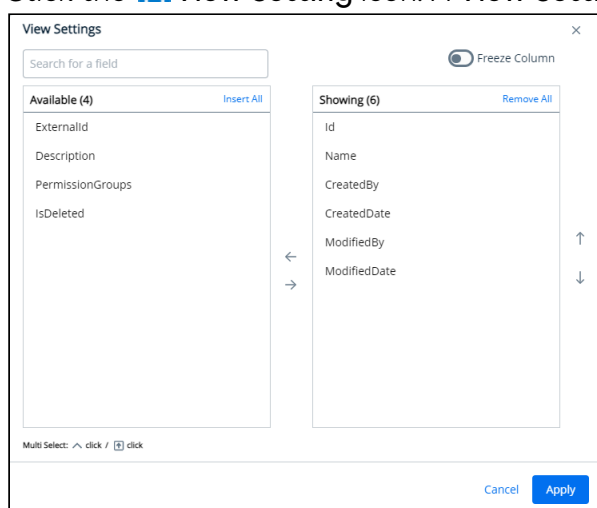 View Settings
Search for a field
Freeze Column
Available (4) Insert All
Showing (6) Remove All
ExternalId
Description
PermissionGroups
IsDeleted
Id
Name
CreatedBy
CreatedDate
ModifiedBy
ModifiedDate
Multi Select: click / click
Cancel Apply